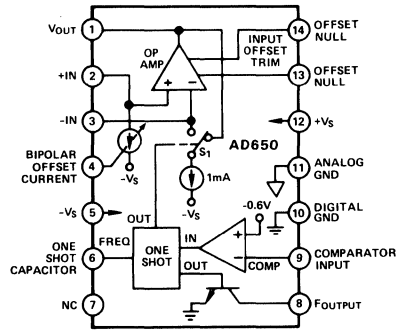 VOUT 1
+IN 2
-IN 3
BIPOLAR
OFFSET
CURRENT
4
-VS 5
ONE
SHOT
CAPACITOR
6
NC 7
14 OFFSET
NULL
13 OFFSET
NULL
12 +VS
11 ANALOG
GND
10 DIGITAL
GND
9 COMPARATOR
INPUT
8 FOUTPUT
OP
AMP
+ −
INPUT
OFFSET
TRIM
S1
AD650
1mA
-VS
-VS
OUT
FREQ
ONE
SHOT
IN
OUT
-0.6V
+
−
COMP